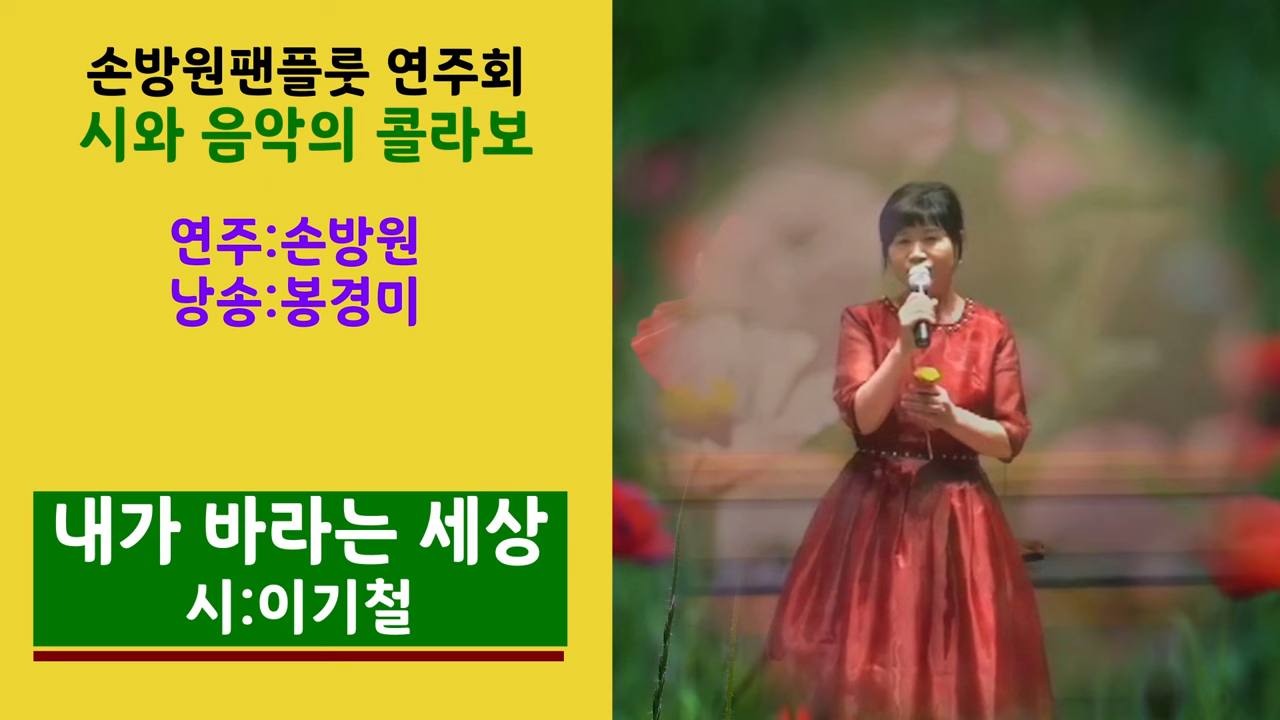 손방원팬플룻 연주회
시와 음악의 콜라보
연주:손방원
낭송:봉경미
내가 바라는 세상
시:이기철